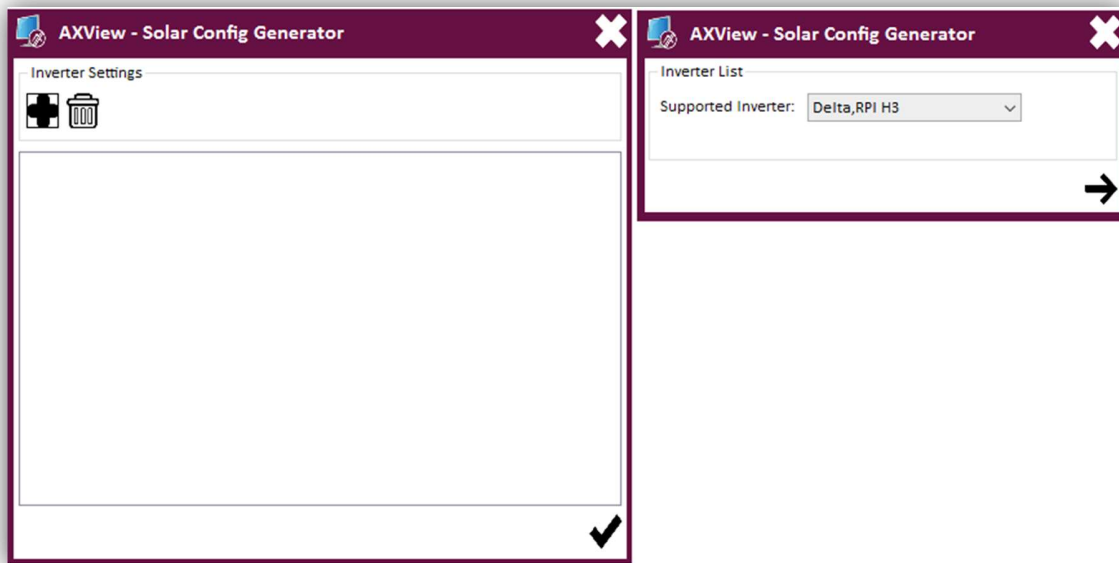 AXView - Solar Config Generator
Inverter Settings
AXView - Solar Config Generator
Inverter List
Supported Inverter: Delta,RPI H3